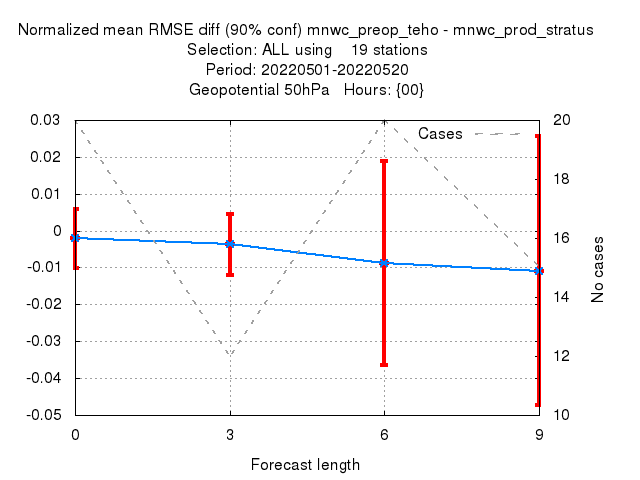 Normalized mean RMSE diff (90% conf) mnwc_preop_teho - mnwc_prod_stratus
Selection: ALL using    19 stations
Period: 20220501-20220520
Geopotential 50hPa   Hours: {00}
Cases
0.03
0.02
0.01
0
-0.01
-0.02
-0.03
-0.04
-0.05
20
18
16
14
12
10
No cases
0 3 6 9
Forecast length